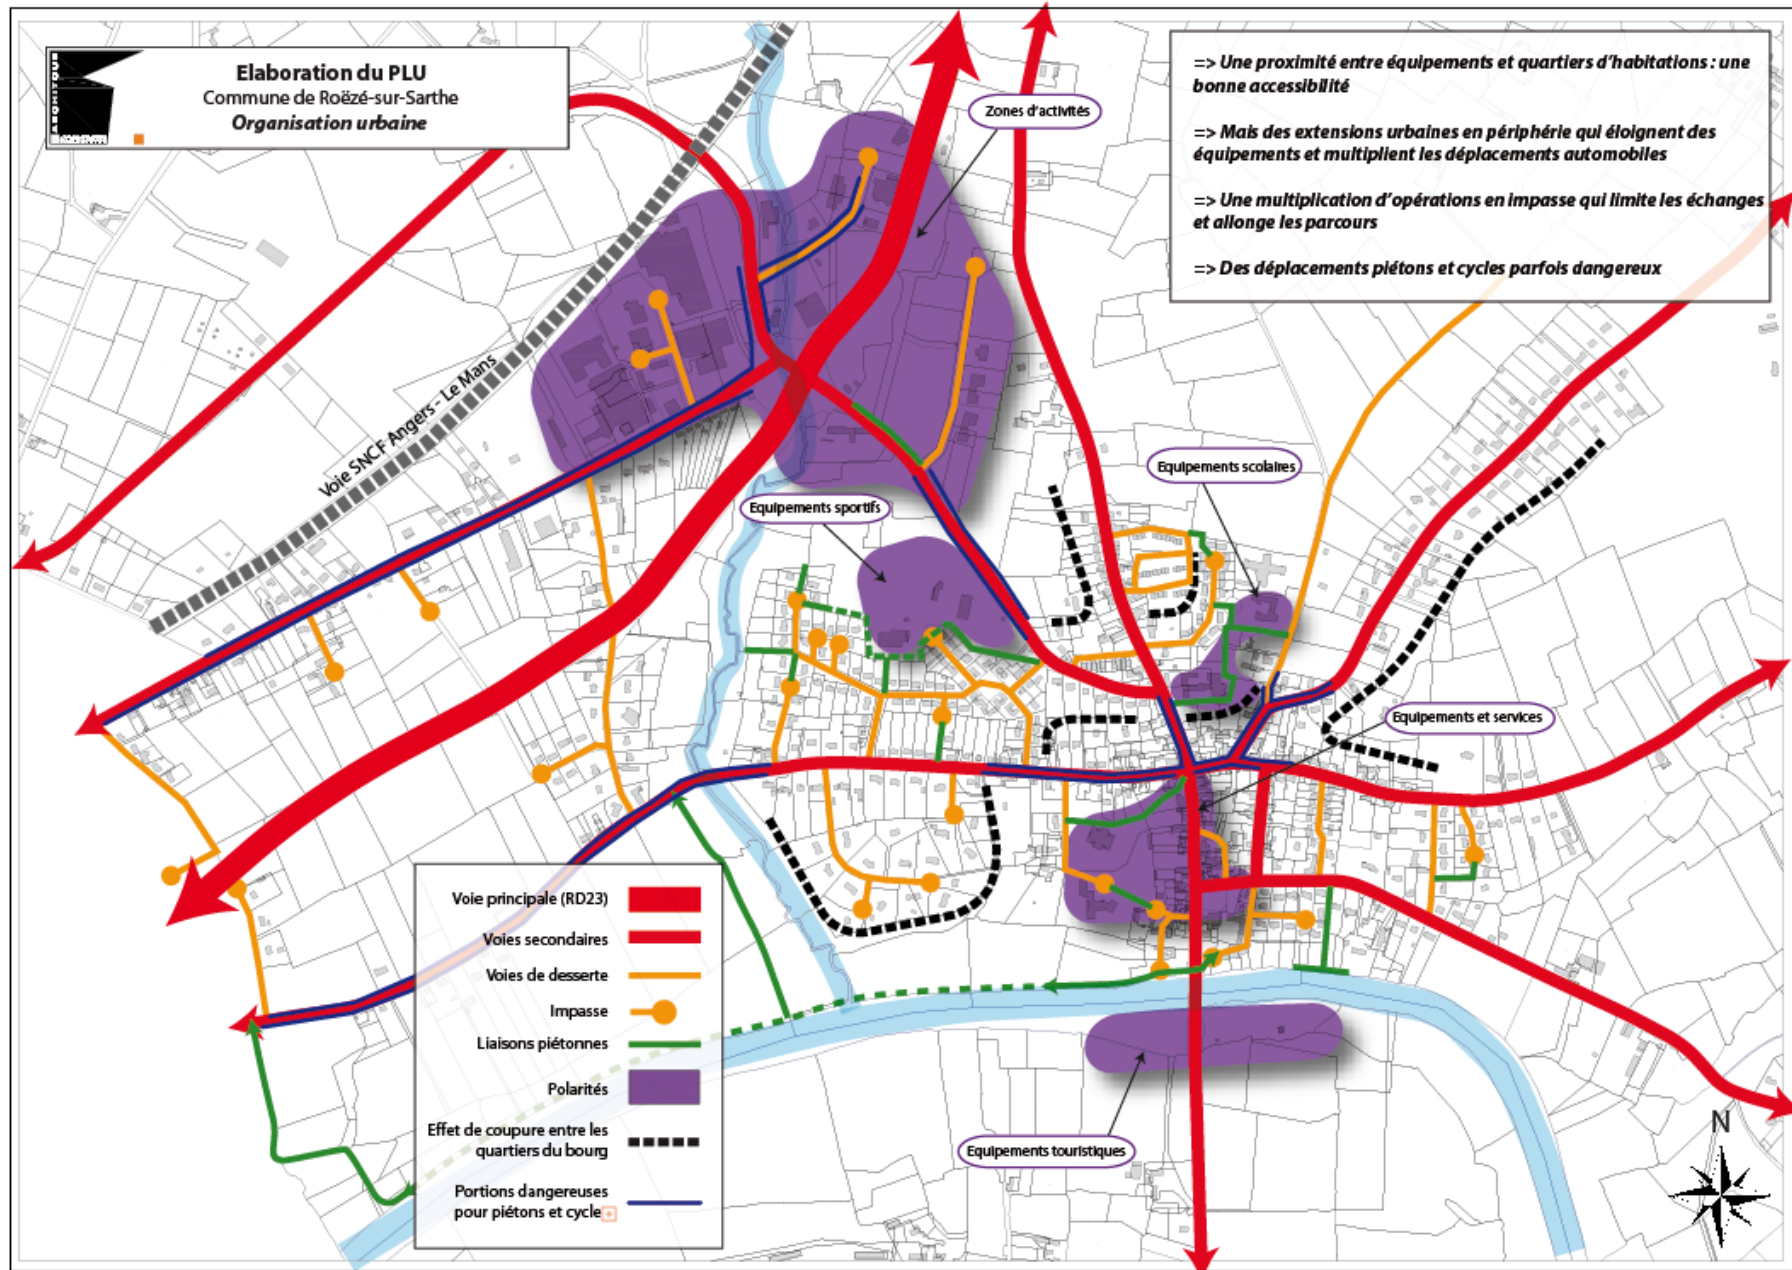 Elaboration du PLU
Commune de Roëzé-sur-Sarthe
Organisation urbaine
=> Une proximité entre équipements et quartiers d'habitations : une
bonne accessibilité
=> Mais des extensions urbaines en périphérie qui éloignent des
équipements et multiplient les déplacements automobiles
=> Une multiplication d'opérations en impasse qui limite les échanges
et allonge les parcours
=> Des déplacements piétons et cycles parfois dangereux
Zones d'activités
Voie SNCF Angers - Le Mans
Equipements scolaires
Equipements sportifs
Equipements et services
Equipements touristiques
Voie principale (RD23)
Voies secondaires
Voies de desserte
Impasse
Liaisons piétonnes
Polarités
Effet de coupure entre les
quartiers du bourg
Portions dangereuses
pour piétons et cycle
N